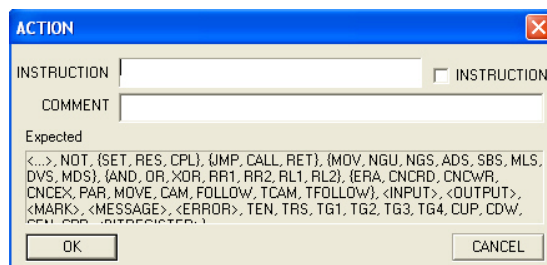 ACTION
INSTRUCTION
INSTRUCTION
COMMENT
Expected
<...>, NOT, {SET, RES, CPL}, {JMP, CALL, RET}, {MOV, NGU, NGS, ADS, SBS, MLS,
DVS, MDS}, {AND, OR, XOR, RR1, RR2, RL1, RL2}, {ERA, CNCRD, CNCWR,
CNCEX, PAR, MOVE, CAM, FOLLOW, TCAM, TFOLLOW}, <INPUT>, <OUTPUT>,
<MARK>, <MESSAGE>, <ERROR>, TEN, TRS, TG1, TG2, TG3, TG4, CUP, CDW,
OK
CANCEL